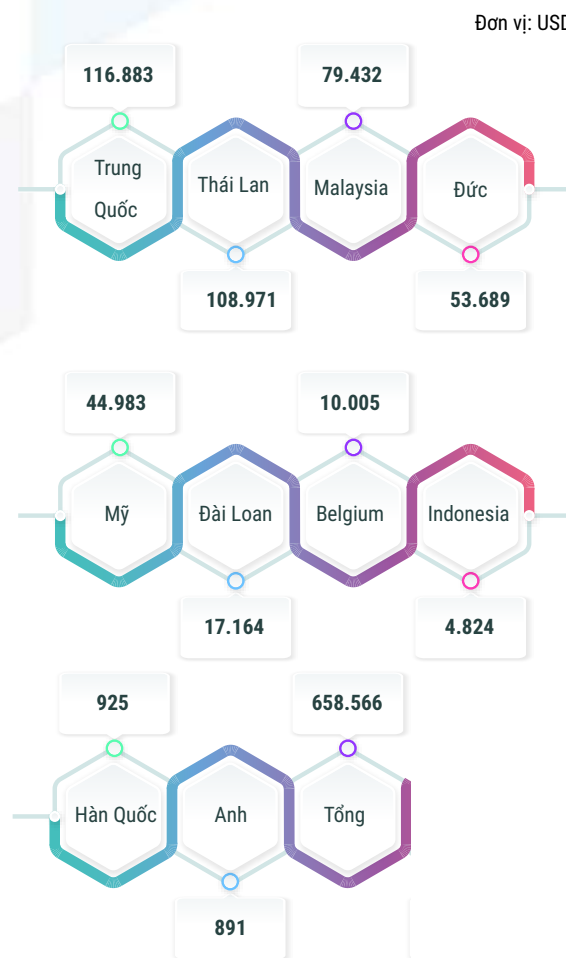 Đơn vị: USD
116.883
79.432
Trung
Quốc
Thái Lan
Malaysia
Đức
108.971
53.689
44.983
10.005
Mỹ
Đài Loan
Belgium
Indonesia
17.164
4.824
925
658.566
Hàn Quốc
Anh
Tổng
891